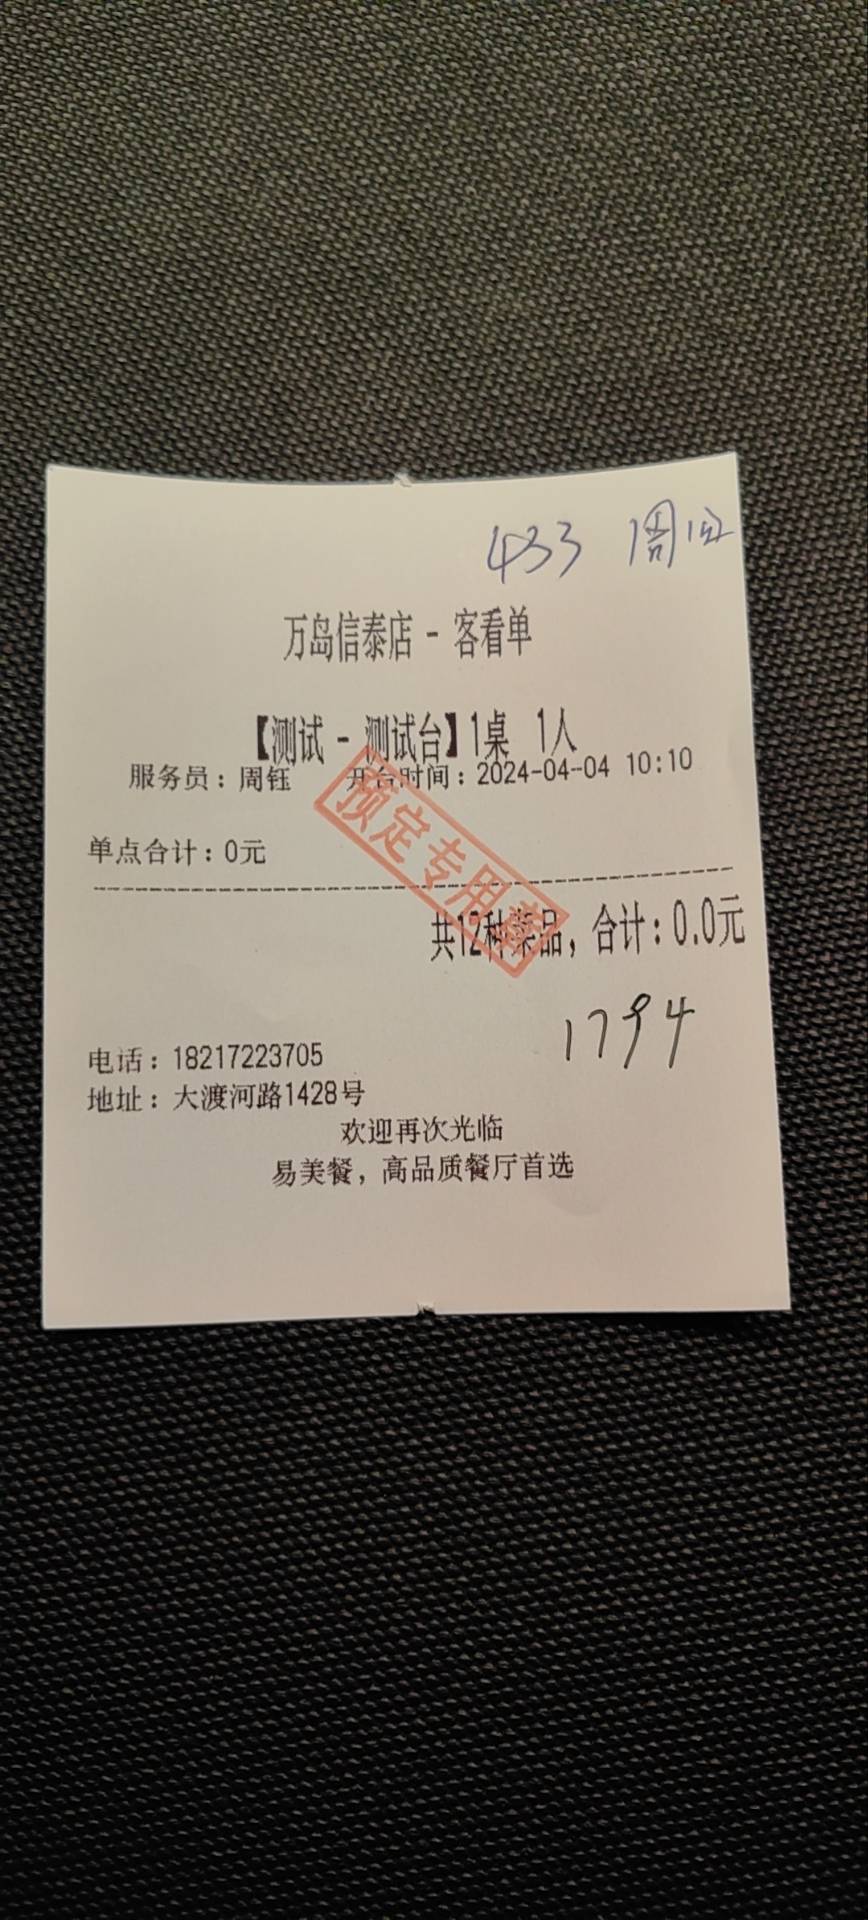 433 周钰
万岛信泰店 - 客看单
【测试 - 测试台】1桌 1人
服务员：周钰 开台时间：2024-04-04 10:10
预定专用章
单点合计：0元
共12种菜品，合计：0.0元
1794
电话：18217223705
地址：大渡河路1428号
欢迎再次光临
易美餐，高品质餐厅首选